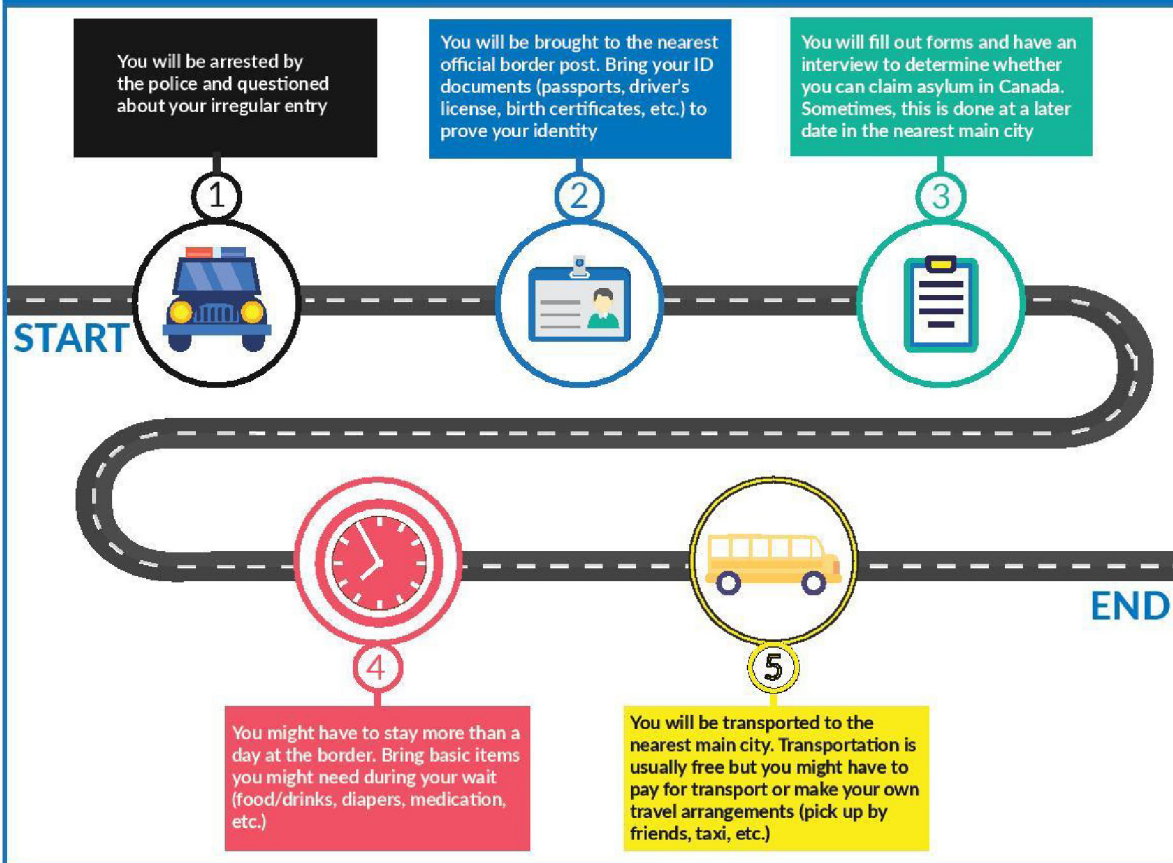 You will be arrested by
the police and questioned
about your irregular entry
You will be brought to the nearest
official border post. Bring your ID
documents (passports, driver's
license, birth certificates, etc.) to
prove your identity
You will fill out forms and have an
interview to determine whether
you can claim asylum in Canada.
Sometimes, this is done at a later
date in the nearest main city
1
2
3
START
END
4
5
You might have to stay more than a
day at the border. Bring basic items
you might need during your wait
(food/drinks, diapers, medication,
etc.)
You will be transported to the
nearest main city. Transportation is
usually free but you might have to
pay for transport or make your own
travel arrangements (pick up by
friends, taxi, etc.)